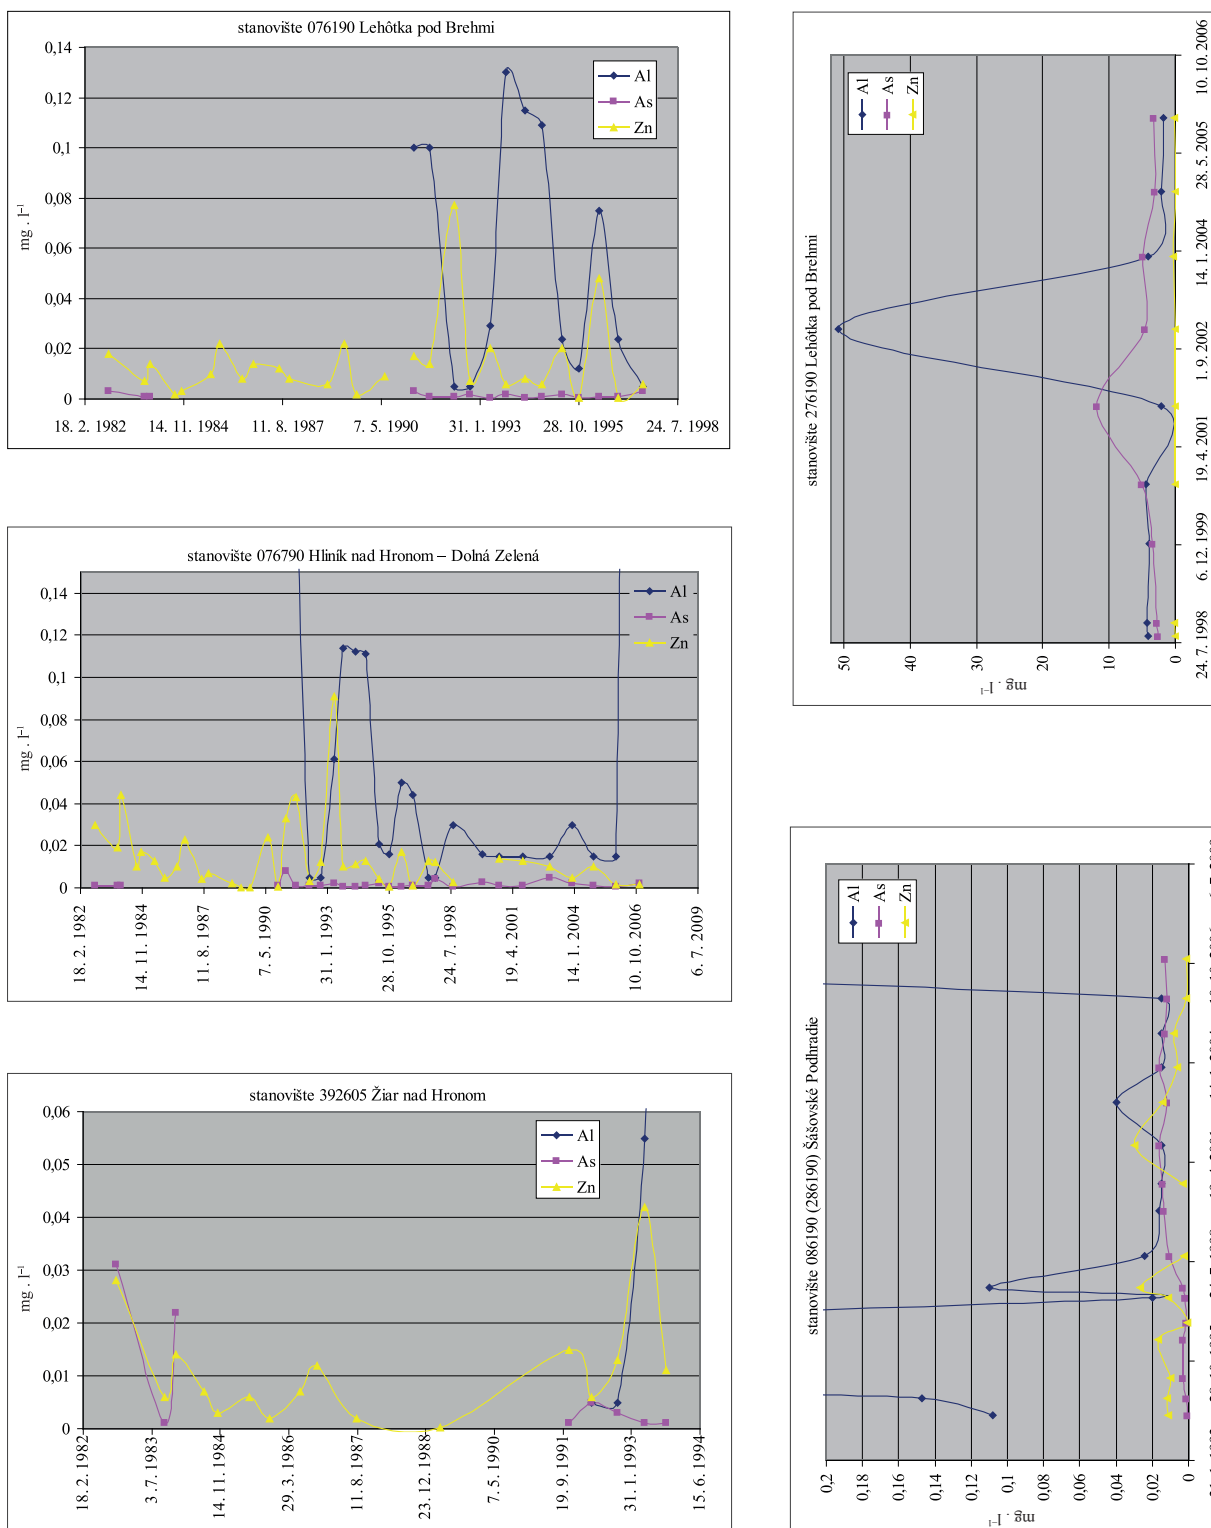 stanovište 076190 Lehôtka pod Brehmi
0,14
0,12
0,1
0,08
0,06
0,04
0,02
0
mg . l⁻¹
Al
As
Zn
18. 2. 1982 14. 11. 1984 11. 8. 1987 7. 5. 1990 31. 1. 1993 28. 10. 1995 24. 7. 1998
stanovište 076790 Hliník nad Hronom – Dolná Zelená
0,14
0,12
0,1
0,08
0,06
0,04
0,02
0
mg . l⁻¹
Al
As
Zn
18. 2. 1982
14. 11. 1984
11. 8. 1987
7. 5. 1990
31. 1. 1993
28. 10. 1995
24. 7. 1998
19. 4. 2001
14. 1. 2004
10. 10. 2006
6. 7. 2009
stanovište 392605 Žiar nad Hronom
0,06
0,05
0,04
0,03
0,02
0,01
0
mg . l⁻¹
Al
As
Zn
18. 2. 1982
3. 7. 1983
14. 11. 1984
29. 3. 1986
11. 8. 1987
23. 12. 1988
7. 5. 1990
19. 9. 1991
31. 1. 1993
15. 6. 1994
stanovište 276190 Lehôtka pod Brehmi
50
40
30
20
10
0
mg . l⁻¹
Al
As
Zn
24. 7. 1998
6. 12. 1999
19. 4. 2001
1. 9. 2002
14. 1. 2004
28. 5. 2005
10. 10. 2006
stanovište 086190 (286190) Šášovské Podhradie
0,2
0,18
0,16
0,14
0,12
0,1
0,08
0,06
0,04
0,02
0
mg . l⁻¹
Al
As
Zn